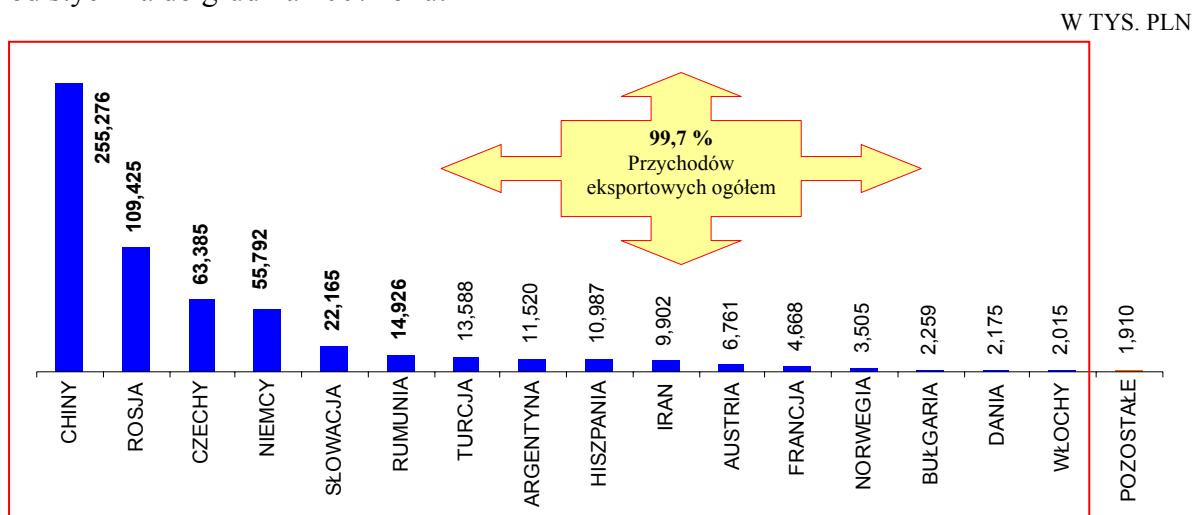 W TYS. PLN
99,7 %
Przychodów
eksportowych ogółem
255,276
109,425
63,385
55,792
22,165
14,926
13,588
11,520
10,987
9,902
6,761
4,668
3,505
2,259
2,175
2,015
1,910
CHINY
ROSJA
CZECHY
NIEMCY
SŁOWACJA
RUMUNIA
TURCJA
ARGENTYNA
HISZPANIA
IRAN
AUSTRIA
FRANCJA
NORWEGIA
BUŁGARIA
DANIA
WŁOCHY
POZOSTAŁE